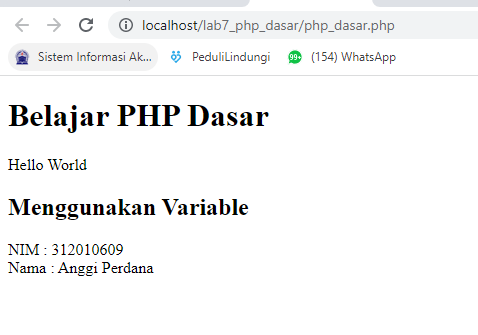 localhost/lab7_php_dasar/php_dasar.php
Sistem Informasi Ak... PeduliLindungi 99+ (154) WhatsApp
Belajar PHP Dasar
Hello World
Menggunakan Variable
NIM : 312010609
Nama : Anggi Perdana